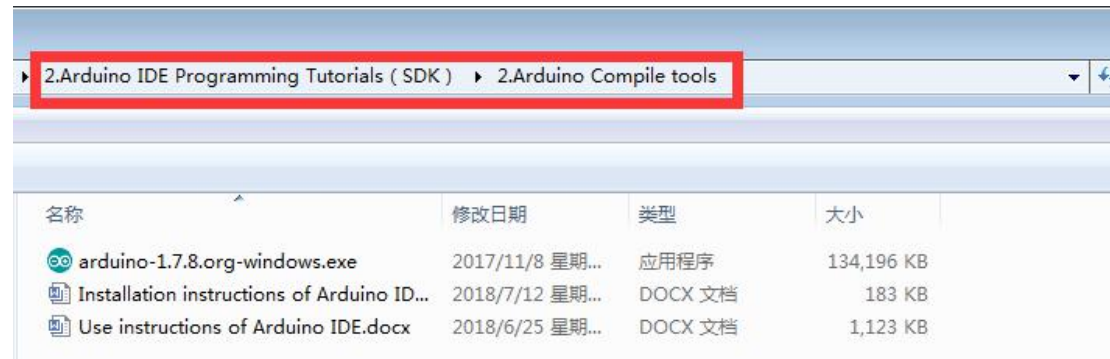 2.Arduino IDE Programming Tutorials ( SDK ) 2.Arduino Compile tools
名称 修改日期 类型 大小
arduino-1.7.8.org-windows.exe 2017/11/8 星期... 应用程序 134,196 KB
Installation instructions of Arduino ID... 2018/7/12 星期... DOCX 文档 183 KB
Use instructions of Arduino IDE.docx 2018/6/25 星期... DOCX 文档 1,123 KB